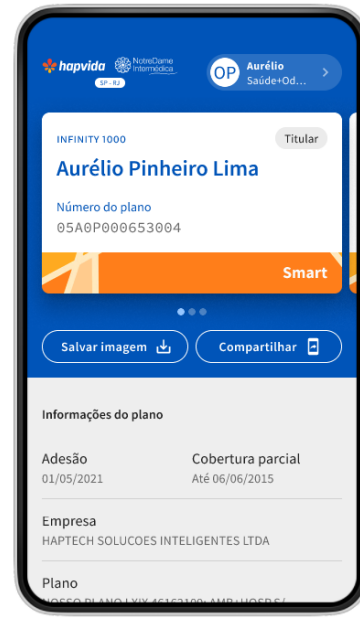 hapvida NotreDame
Intermédica
SP - RJ
OP Aurélio
Saúde+Od...
INFINITY 1000 Titular
Aurélio Pinheiro Lima
Número do plano
05A0P000653004
Smart
Salvar imagem Compartilhar
Informações do plano
Adesão Cobertura parcial
01/05/2021 Até 06/06/2015
Empresa
HAPTECH SOLUCOES INTELIGENTES LTDA
Plano
NOSSO PLANO